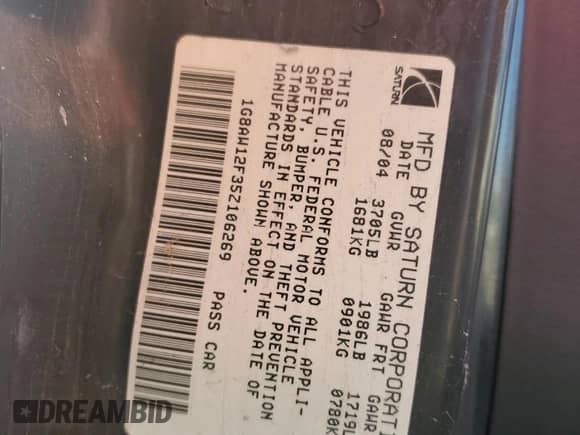 SATURN
MFD BY SATURN CORPORATI
DATE GVWR GAWR FRT GAWR
08/04 3705LB 1986LB 1719L
1681KG 0901KG 0780K
THIS VEHICLE CONFORMS TO ALL APPLI-
CABLE U.S. FEDERAL MOTOR VEHICLE
SAFETY, BUMPER, AND THEFT PREVENTION
STANDARDS IN EFFECT ON THE DATE OF
MANUFACTURE SHOWN ABOVE.
1G8AW12F35Z106269 PASS CAR
DREAMBID